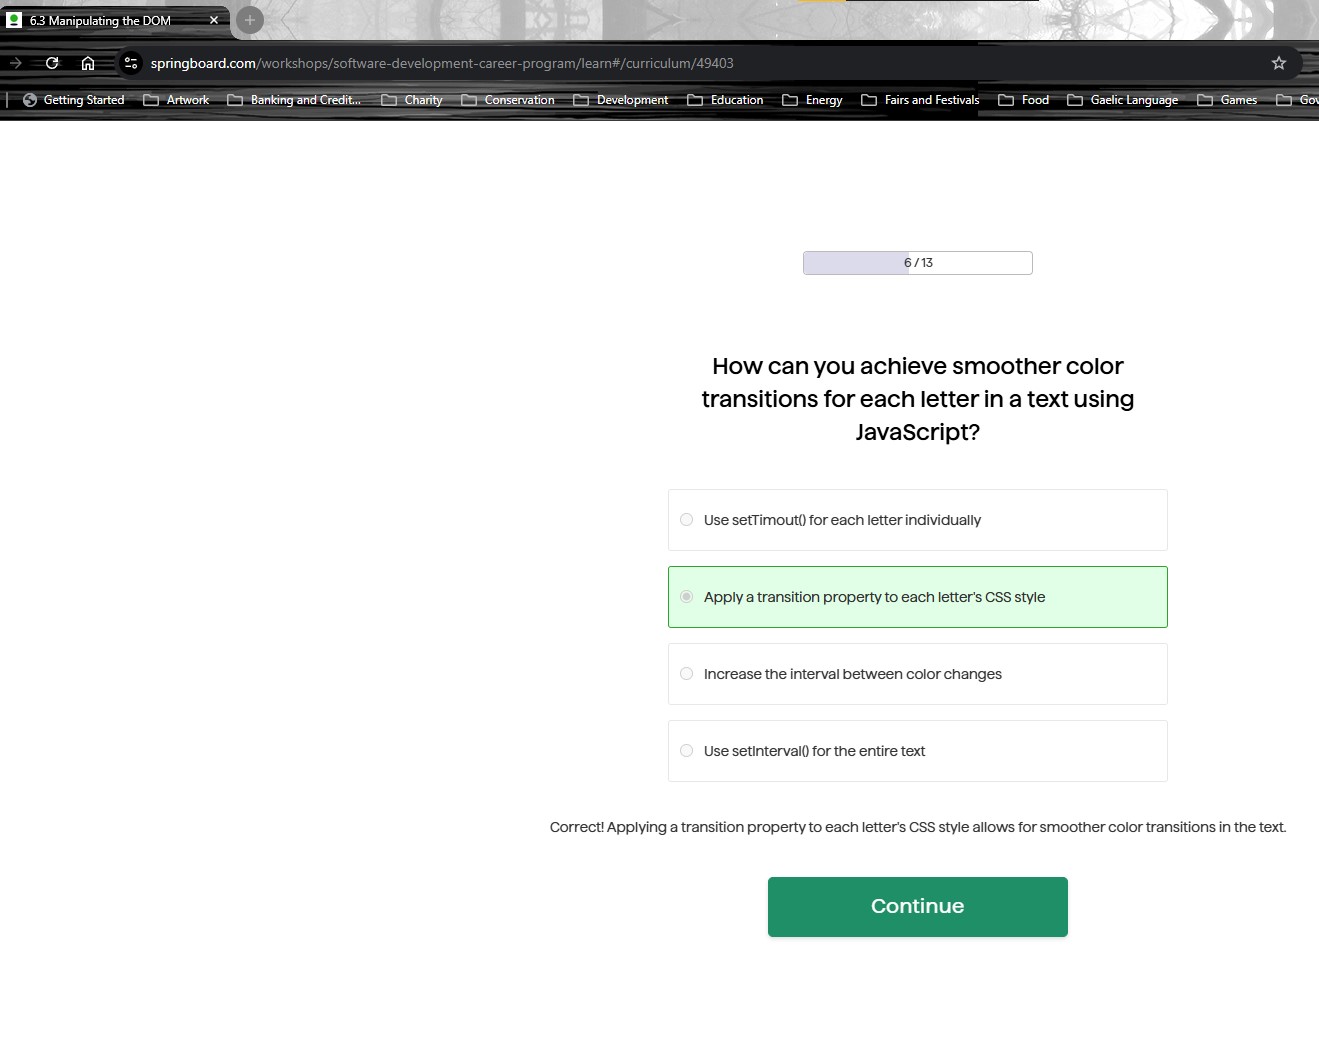 6.3 Manipulating the DOM
springboard.com/workshops/software-development-career-program/learn#/curriculum/49403
Getting Started Artwork Banking and Credit... Charity Conservation Development Education Energy Fairs and Festivals Food Gaelic Language Games Gov
6 / 13
How can you achieve smoother color
transitions for each letter in a text using
JavaScript?
Use setTimout() for each letter individually
Apply a transition property to each letter's CSS style
Increase the interval between color changes
Use setInterval() for the entire text
Correct! Applying a transition property to each letter's CSS style allows for smoother color transitions in the text.
Continue